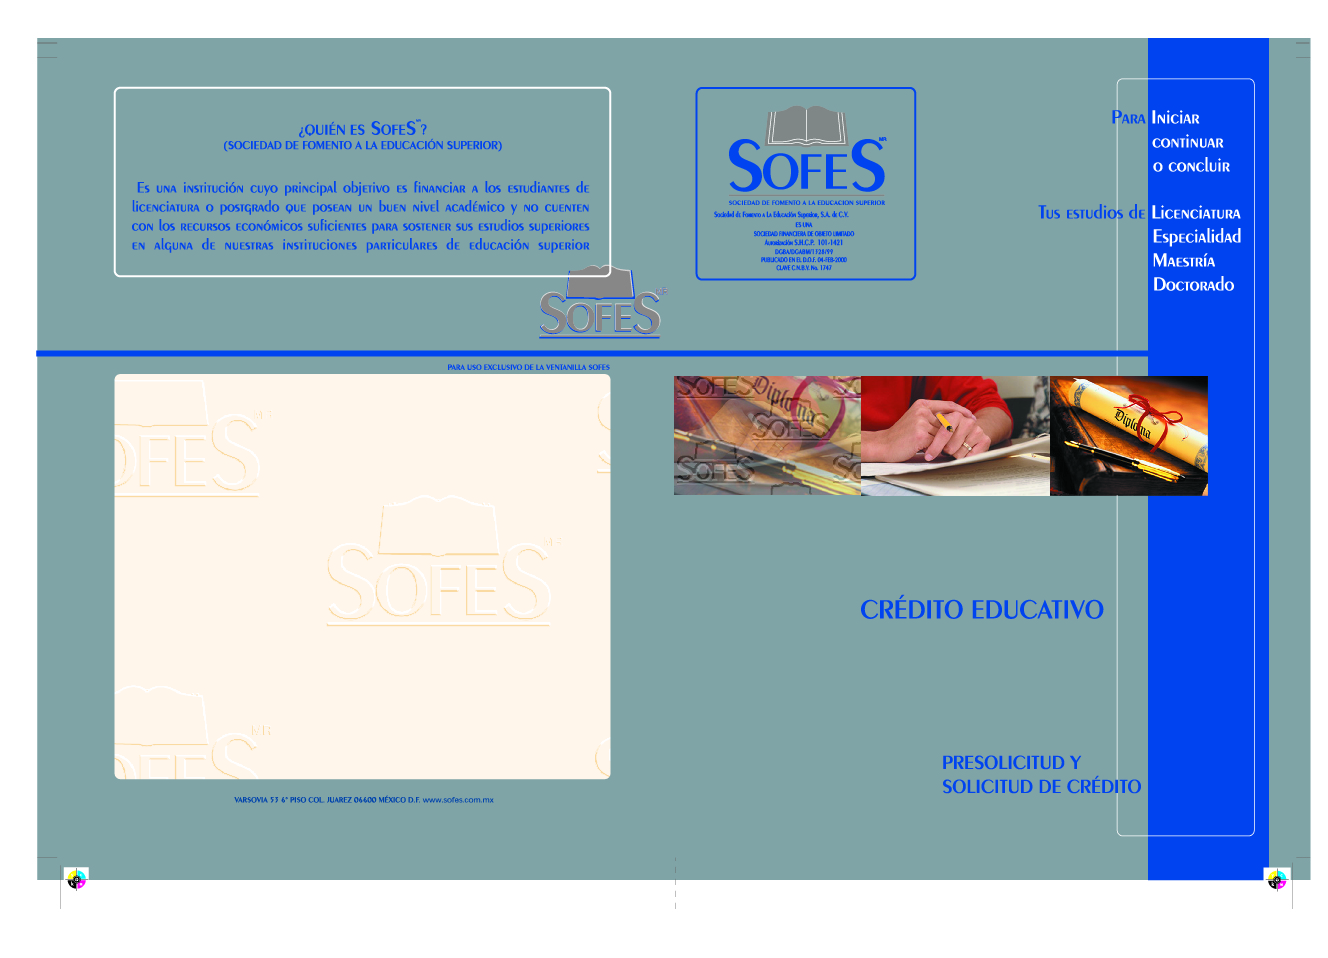 ¿QUIÉN ES SOFES MR?
(SOCIEDAD DE FOMENTO A LA EDUCACIÓN SUPERIOR)
Es una institución cuyo principal objetivo es financiar a los estudiantes de
licenciatura o postgrado que posean un buen nivel académico y no cuenten
con los recursos económicos suficientes para sostener sus estudios superiores
en alguna de nuestras instituciones particulares de educación superior
SOFES MR
PARA USO EXCLUSIVO DE LA VENTANILLA SOFES
OFES MR
SOFES MR
OFES MR
VARSOVIA 53 6° PISO COL. JUAREZ 06600 MÉXICO D.F. www.sofes.com.mx
SOFES MR
SOCIEDAD DE FOMENTO A LA EDUCACION SUPERIOR
Sociedad de Fomento a La Educación Superior, S.A. de C.V.
ES UNA
SOCIEDAD FINANCIERA DE OBJETO LIMITADO
Autorización S.H.C.P. 101-1421
DGBA/DGABM/1328/99
PUBLICADO EN EL D.O.F. 04-FEB-2000
CLAVE C.N.B.V. No. 1747
Para Iniciar
continuar
o concluir
Tus estudios de Licenciatura
Especialidad
Maestría
Doctorado
SOFES Diploma
SOFES
SOFES
Diploma
CRÉDITO EDUCATIVO
PRESOLICITUD Y
SOLICITUD DE CRÉDITO